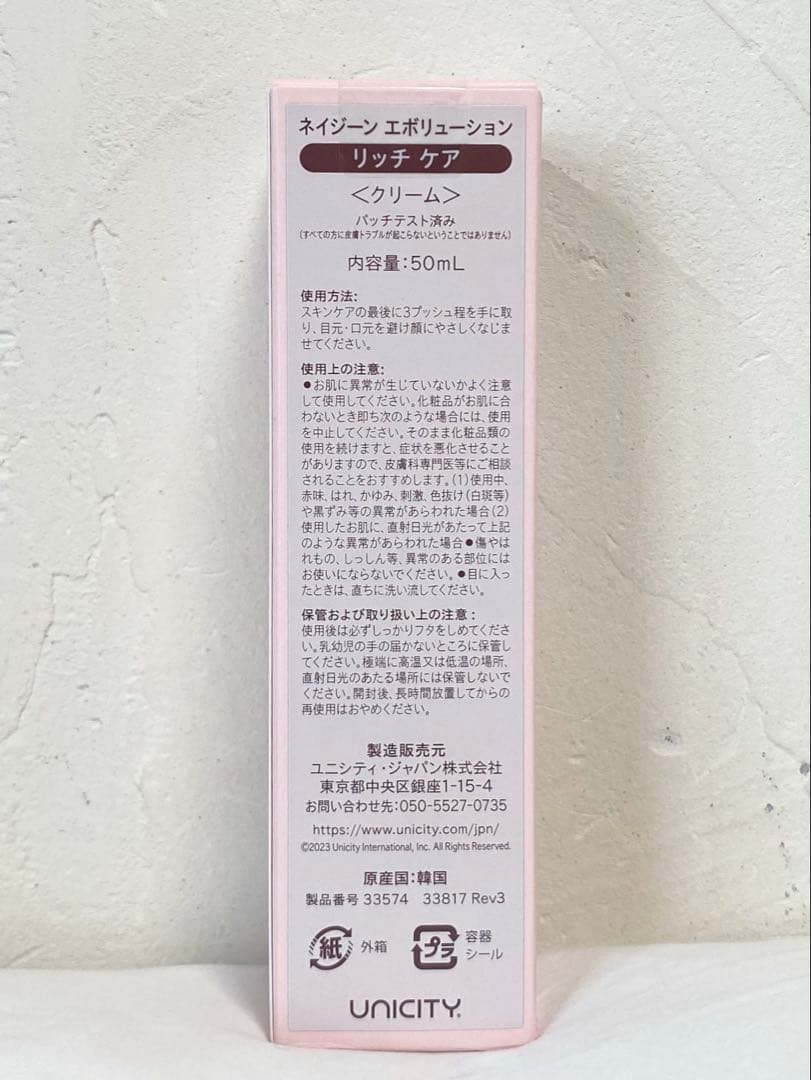 ネイジーン エボリューション
リッチ ケア
＜クリーム＞
パッチテスト済み
(すべての方に皮膚トラブルが起こらないということではありません)
内容量:50mL
使用方法:
スキンケアの最後に3プッシュ程を手に取
り、目元・口元を避け顔にやさしくなじま
せてください。
使用上の注意:
●お肌に異常が生じていないかよく注意
して使用してください。化粧品がお肌に合
わないとき即ち次のような場合には、使用
を中止してください。そのまま化粧品類の
使用を続けますと、症状を悪化させること
がありますので、皮膚科専門医等にご相談
されることをおすすめします。(1)使用中、
赤味、はれ、かゆみ、刺激、色抜け(白斑等)
や黒ずみ等の異常があらわれた場合(2)
使用したお肌に、直射日光があたって上記
のような異常があらわれた場合●傷やは
れもの、しっしん等、異常のある部位には
お使いにならないでください。●目に入っ
たときは、直ちに洗い流してください。
保管および取り扱い上の注意:
使用後は必ずしっかりフタをしめてくださ
い。乳幼児の手の届かないところに保管し
てください。極端に高温又は低温の場所、
直射日光のあたる場所には保管しないで
ください。開封後、長時間放置してからの
再使用はおやめください。
製造販売元
ユニシティ・ジャパン株式会社
東京都中央区銀座1-15-4
お問い合わせ先:050-5527-0735
https://www.unicity.com/jpn/
©2023 Unicity International, Inc. All Rights Reserved.
原産国:韓国
製品番号 33574 33817 Rev3
紙 外箱
プラ 容器
シール
UNICITY®